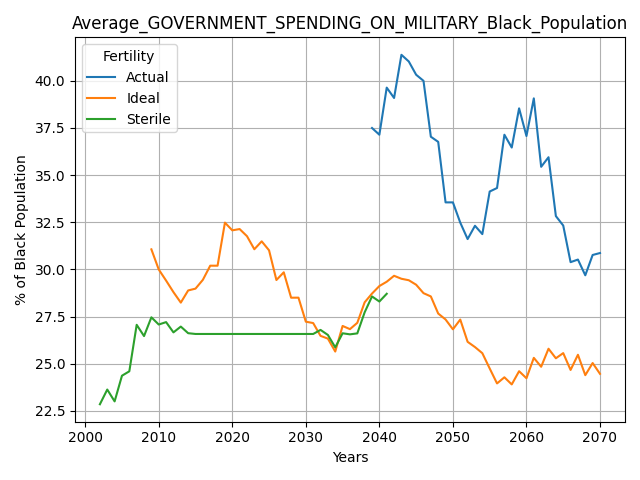 Average_GOVERNMENT_SPENDING_ON_MILITARY_Black_Population
Fertility
Actual
Ideal
Sterile
% of Black Population
40.0
37.5
35.0
32.5
30.0
27.5
25.0
22.5
2000 2010 2020 2030 2040 2050 2060 2070
Years